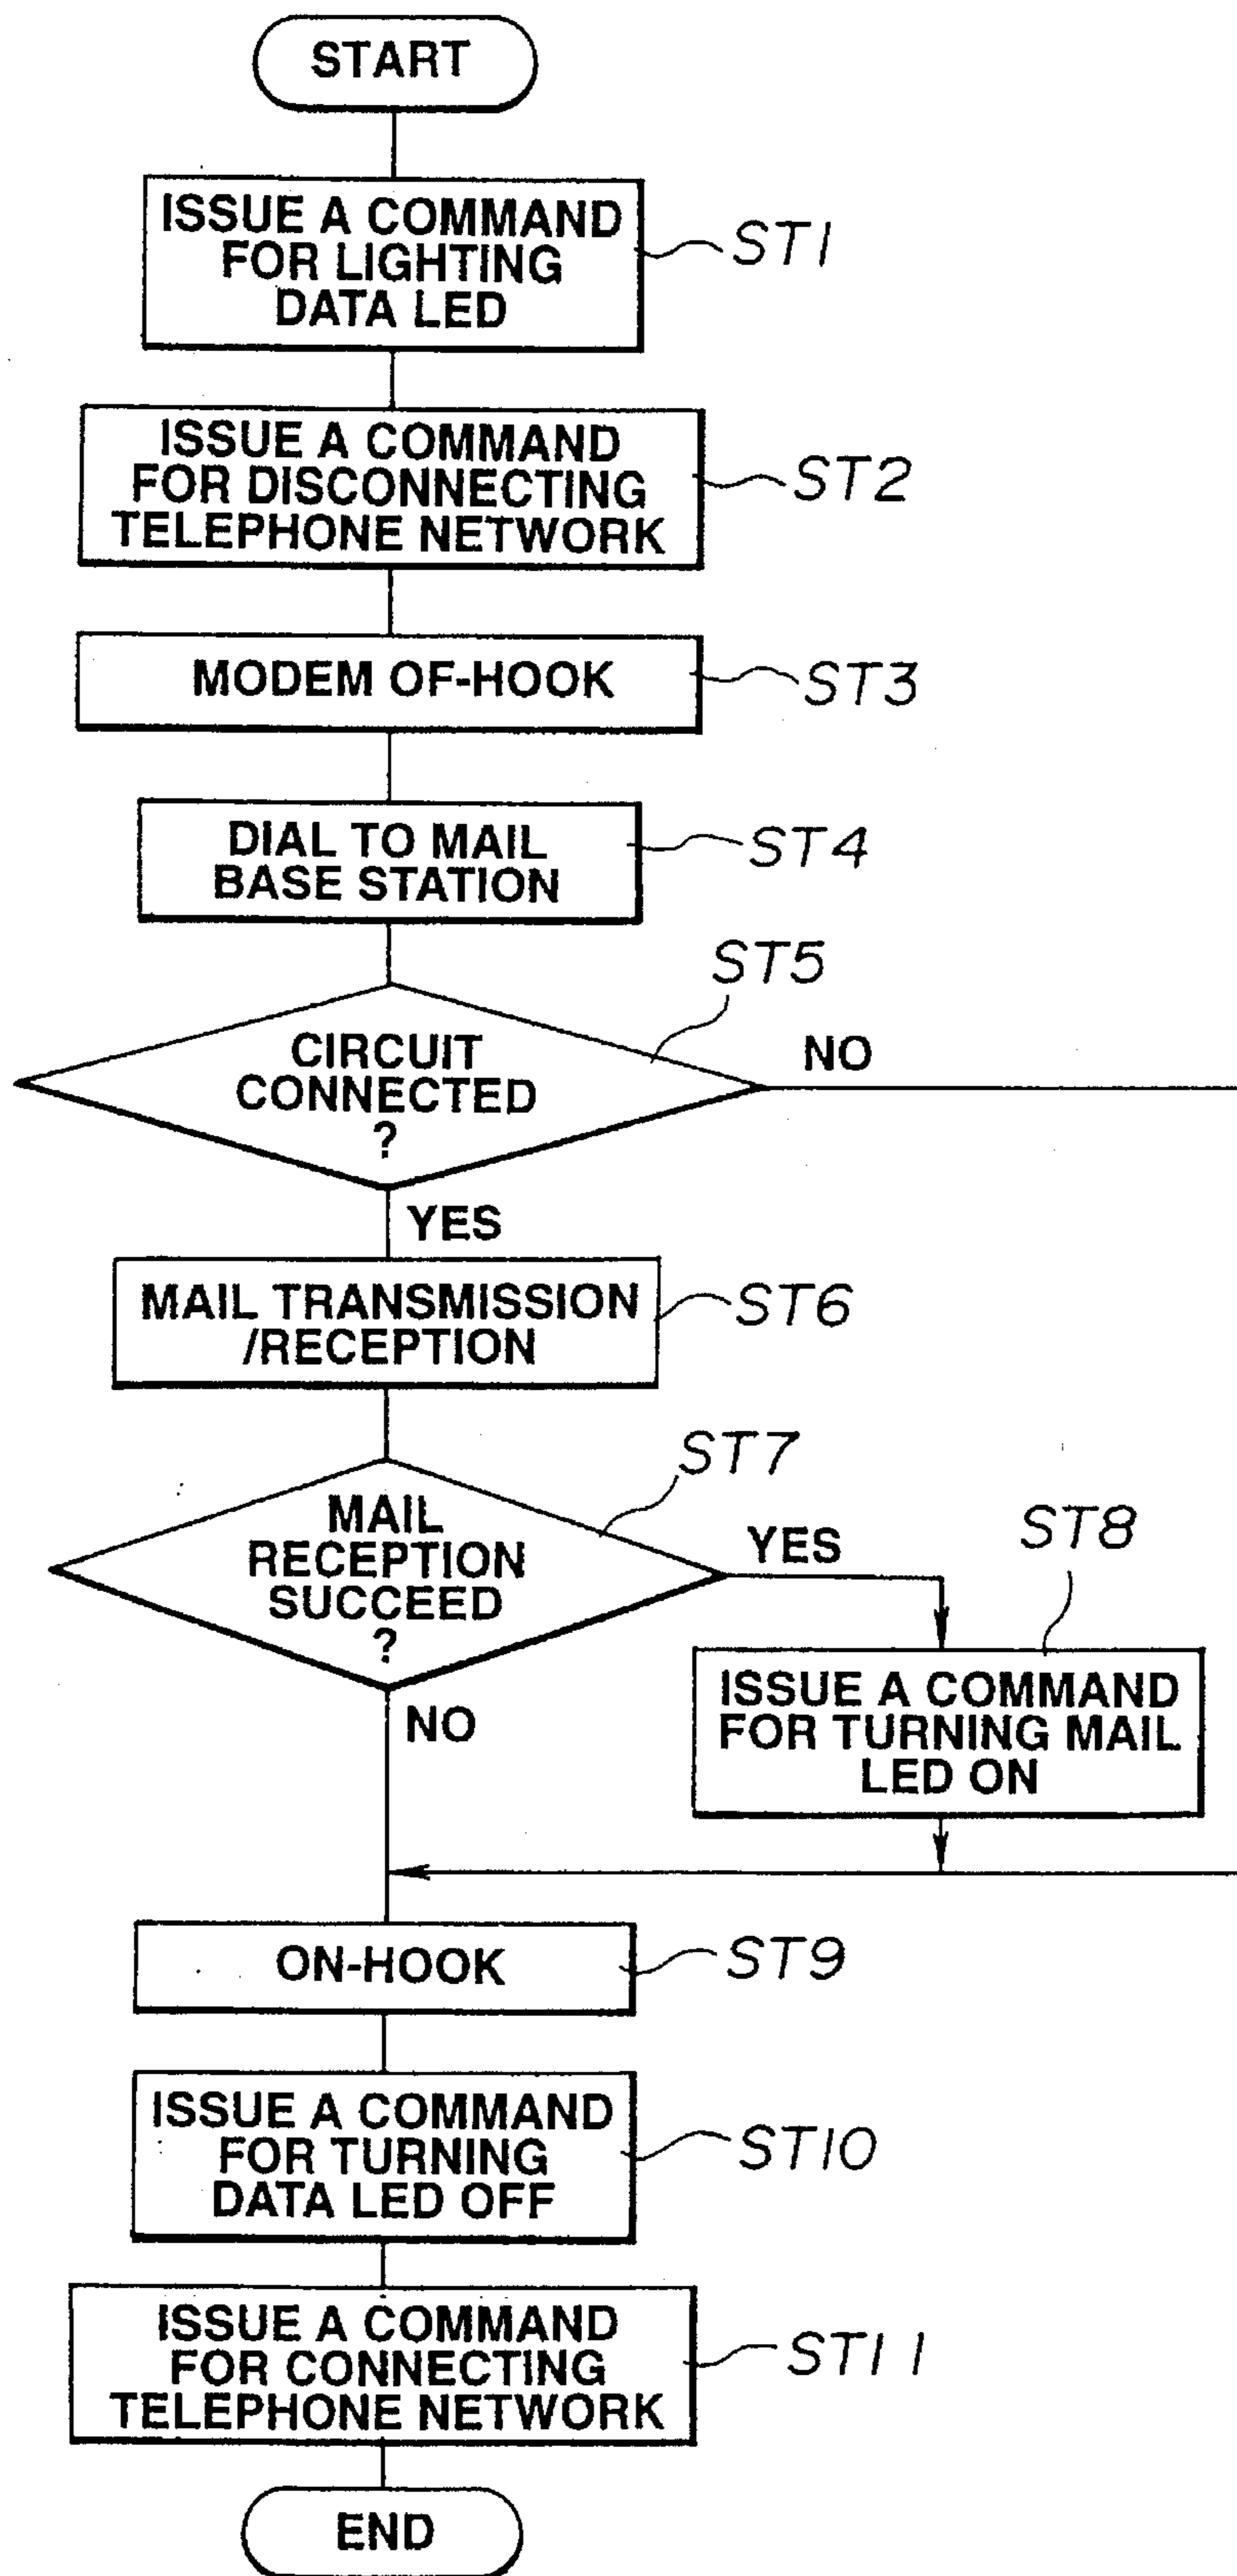 START
ISSUE A COMMAND
FOR LIGHTING
DATA LED
ST1
ISSUE A COMMAND
FOR DISCONNECTING
TELEPHONE NETWORK
ST2
MODEM OF-HOOK
ST3
DIAL TO MAIL
BASE STATION
ST4
ST5
CIRCUIT
CONNECTED
?
NO
YES
MAIL TRANSMISSION
/RECEPTION
ST6
ST7
MAIL
RECEPTION
SUCCEED
?
YES
ST8
ISSUE A COMMAND
FOR TURNING MAIL
LED ON
NO
ON-HOOK
ST9
ISSUE A COMMAND
FOR TURNING
DATA LED OFF
ST10
ISSUE A COMMAND
FOR CONNECTING
TELEPHONE NETWORK
ST11
END